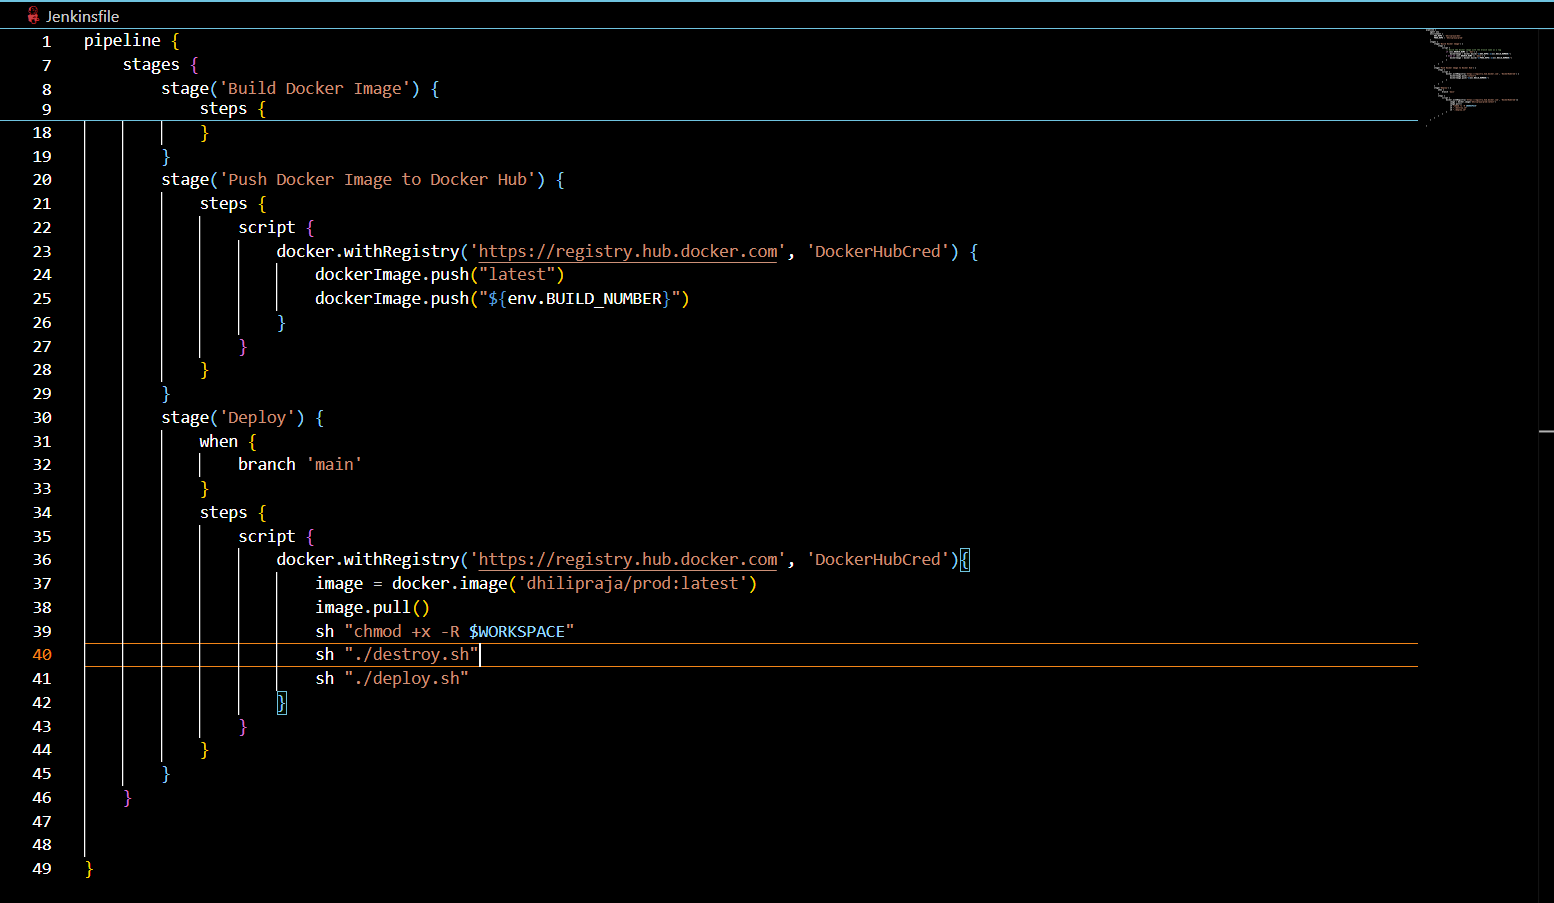 Jenkinsfile
1 pipeline {
7 stages {
8 stage('Build Docker Image') {
9 steps {
18 }
19 }
20 stage('Push Docker Image to Docker Hub') {
21 steps {
22 script {
23 docker.withRegistry('https://registry.hub.docker.com', 'DockerHubCred') {
24 dockerImage.push("latest")
25 dockerImage.push("${env.BUILD_NUMBER}")
26 }
27 }
28 }
29 }
30 stage('Deploy') {
31 when {
32 branch 'main'
33 }
34 steps {
35 script {
36 docker.withRegistry('https://registry.hub.docker.com', 'DockerHubCred'){
37 image = docker.image('dhilipraja/prod:latest')
38 image.pull()
39 sh "chmod +x -R $WORKSPACE"
40 sh "./destroy.sh"
41 sh "./deploy.sh"
42 }
43 }
44 }
45 }
46 }
47
48
49 }